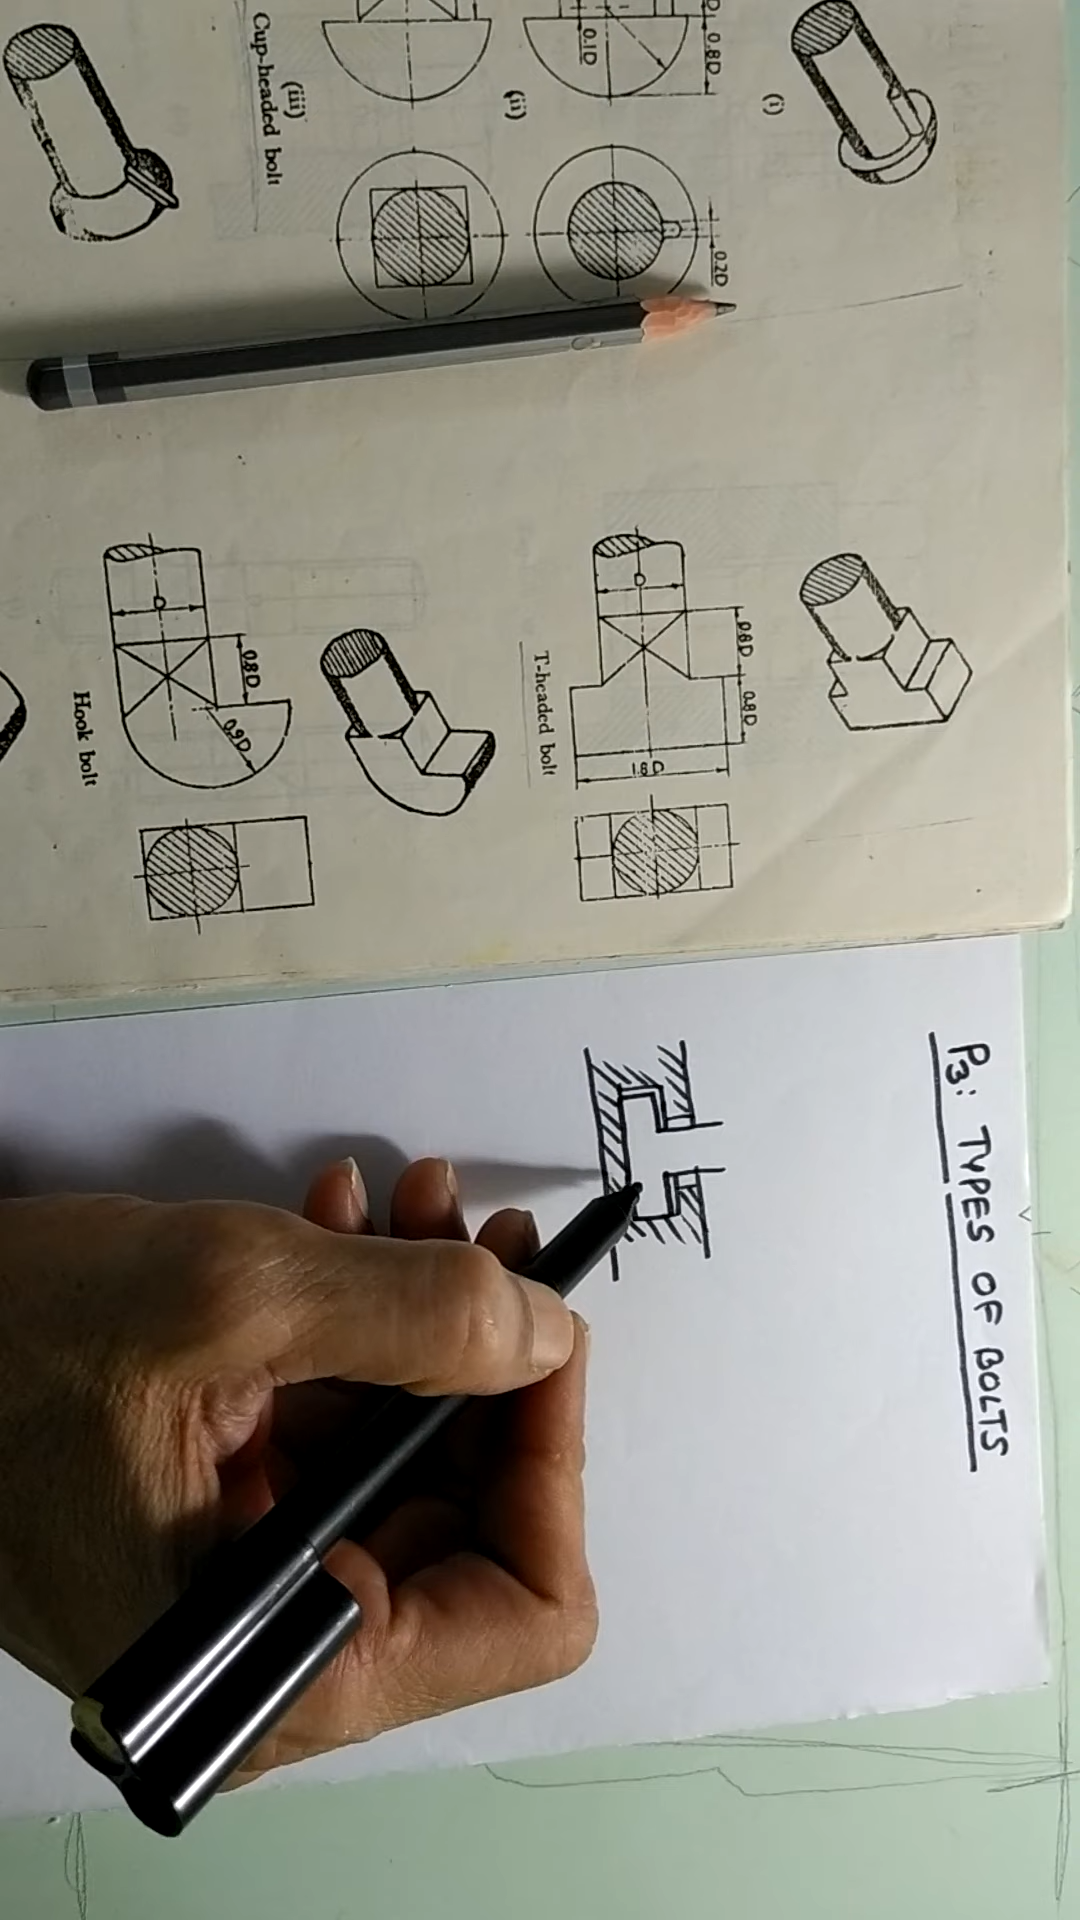 P3: TYPES OF BOLTS
(i)
D
0.8D
0.1D
0.2D
(ii)
(iii)
Cup-headed bolt
D
0.8D
0.8D
1.8D
T-headed bolt
D
0.8D
0.9D
Hook bolt